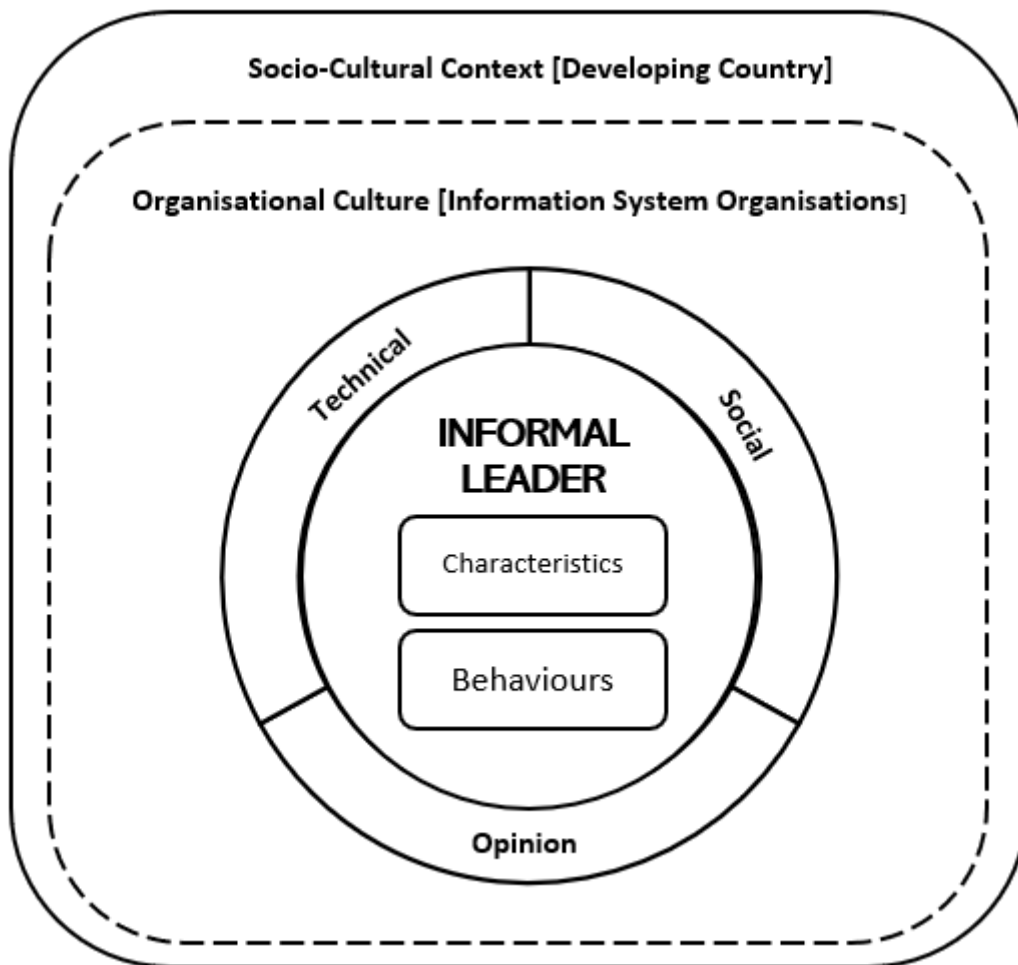 Socio-Cultural Context [Developing Country]
Organisational Culture [Information System Organisations]
Technical
Social
INFORMAL
LEADER
Characteristics
Behaviours
Opinion